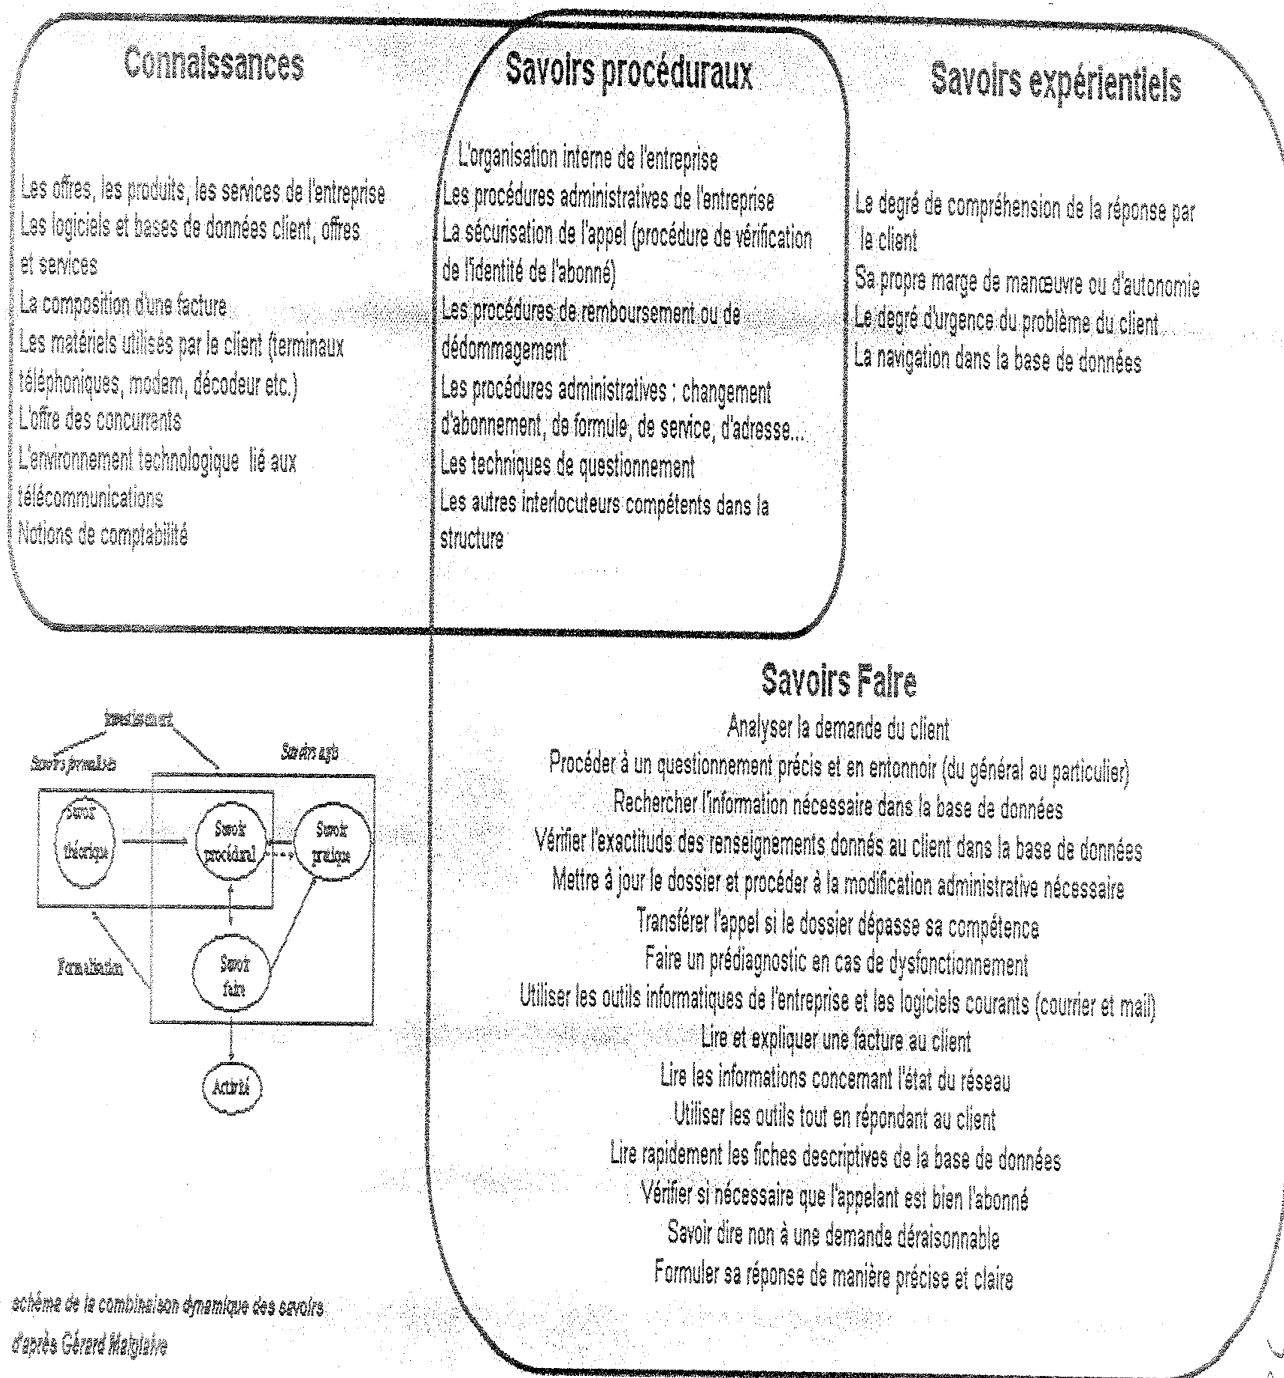 Connaissances
Les offres, les produits, les services de l'entreprise
Les logiciels et bases de données client, offres
et services
La composition d'une facture
Les matériels utilisés par le client (terminaux
téléphoniques, modem, décodeur etc.)
L'offre des concurrents
L'environnement technologique lié aux
télécommunications
Notions de comptabilité
Savoirs procéduraux
L'organisation interne de l'entreprise
Les procédures administratives de l'entreprise
La sécurisation de l'appel (procédure de vérification
de l'identité de l'abonné)
Les procédures de remboursement ou de
dédommagement
Les procédures administratives : changement
d'abonnement, de formule, de service, d'adresse...
Les techniques de questionnement
Les autres interlocuteurs compétents dans la
structure
Savoirs expérientiels
Le degré de compréhension de la réponse par
le client
Sa propre marge de manœuvre ou d'autonomie
Le degré d'urgence du problème du client
La navigation dans la base de données
Savoirs Faire
Analyser la demande du client
Procéder à un questionnement précis et en entonnoir (du général au particulier)
Rechercher l'information nécessaire dans la base de données
Vérifier l'exactitude des renseignements donnés au client dans la base de données
Mettre à jour le dossier et procéder à la modification administrative nécessaire
Transférer l'appel si le dossier dépasse sa compétence
Faire un prédiagnostic en cas de dysfonctionnement
Utiliser les outils informatiques de l'entreprise et les logiciels courants (courrier et mail)
Lire et expliquer une facture au client
Lire les informations concernant l'état du réseau
Utiliser les outils tout en répondant au client
Lire rapidement les fiches descriptives de la base de données
Vérifier si nécessaire que l'appelant est bien l'abonné
Savoir dire non à une demande déraisonnable
Formuler sa réponse de manière précise et claire
Investissement
Savoirs formalisés
Savoirs agis
Savoir
théorique
Savoir
procédural
Savoir
pratique
Formalisation
Savoir
faire
Activité
schéma de la combinaison dynamique des savoirs
d'après Gérard Malglaive